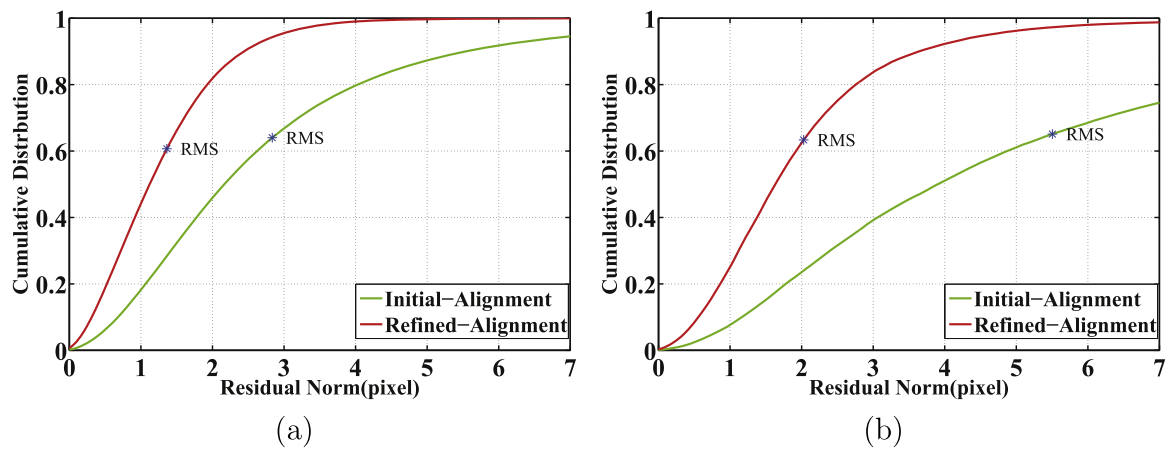 1
0.8
0.6
0.4
0.2
0
0 1 2 3 4 5 6 7
Cumulative Distrbution
Residual Norm(pixel)
RMS
RMS
Initial-Alignment
Refined-Alignment
(a)
1
0.8
0.6
0.4
0.2
0
0 1 2 3 4 5 6 7
Cumulative Distrbution
Residual Norm(pixel)
RMS
RMS
Initial-Alignment
Refined-Alignment
(b)